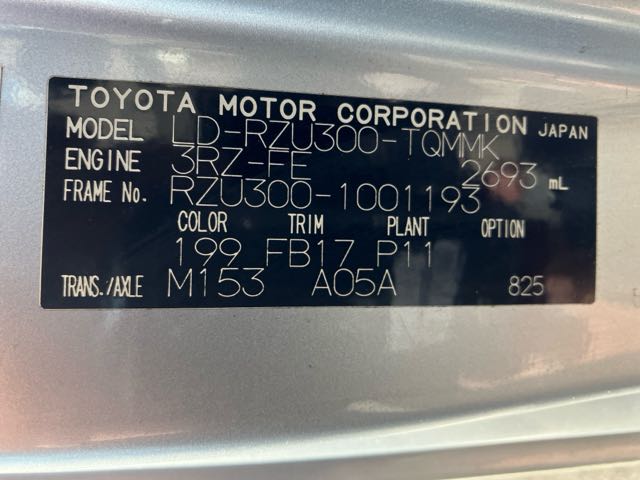 TOYOTA MOTOR CORPORATION JAPAN
MODEL LD-RZU300-TQMMK
ENGINE 3RZ-FE 2693 mL
FRAME No. RZU300-1001193
COLOR TRIM PLANT OPTION
199 FB17 P11
TRANS./AXLE M153 A05A 825